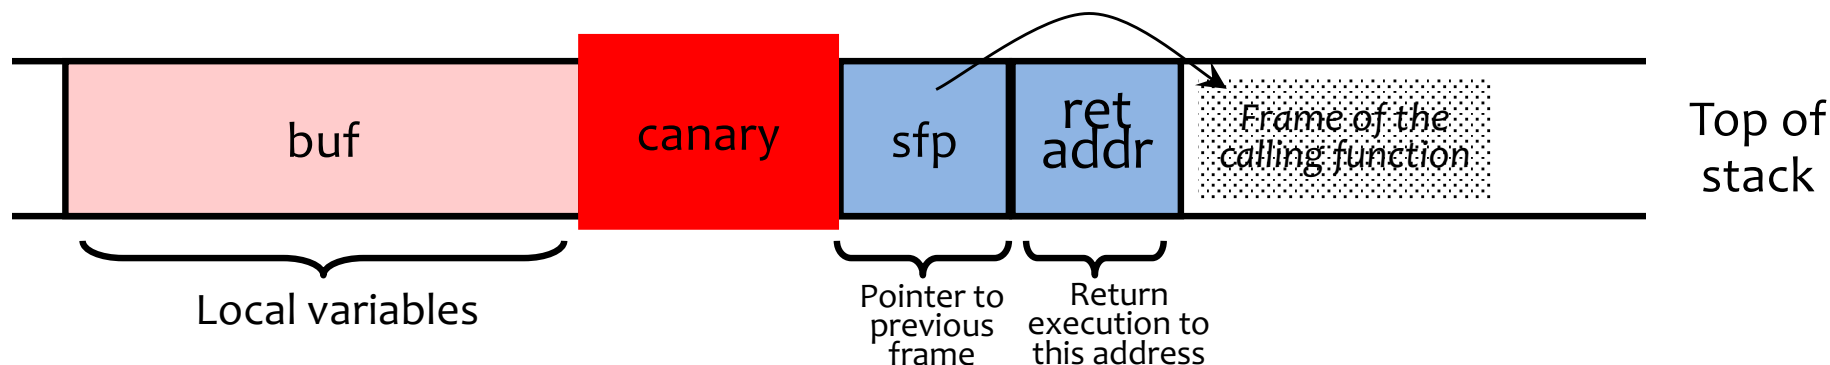 buf
canary
sfp
ret
addr
Frame of the
calling function
Top of
stack
Local variables
Pointer to
previous
frame
Return
execution to
this address